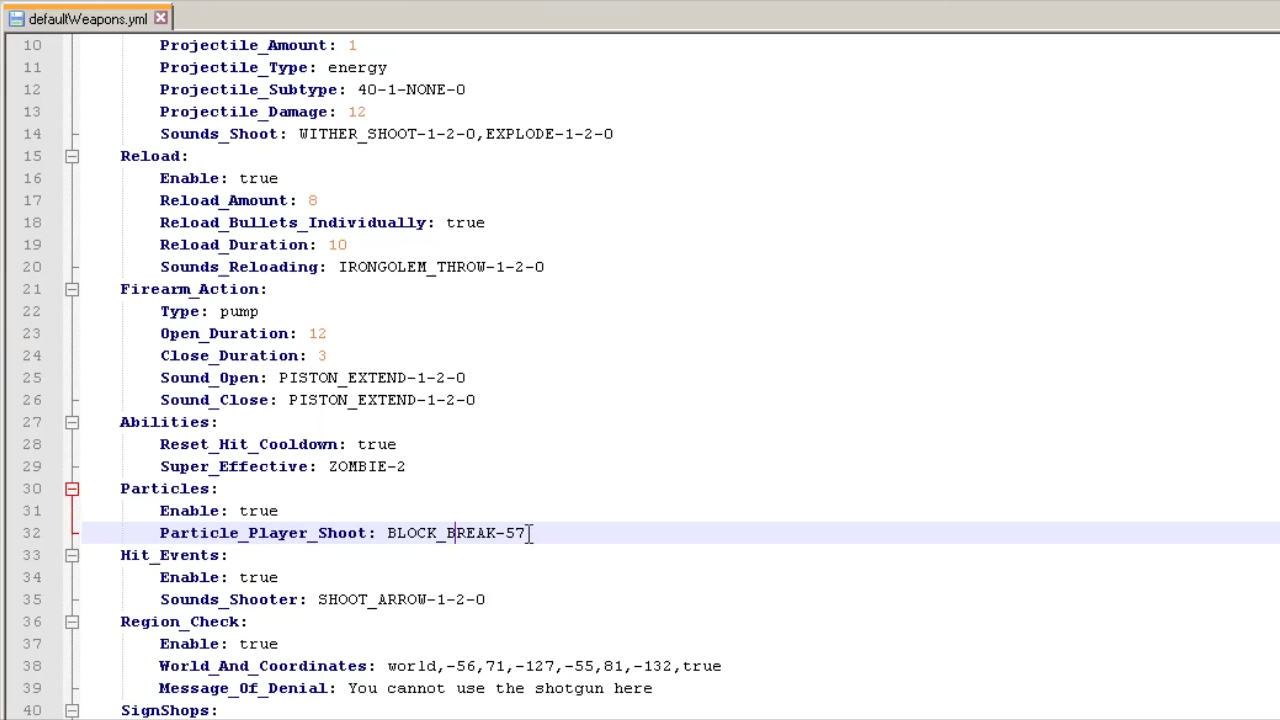 defaultWeapons.yml
10 Projectile_Amount: 1
11 Projectile_Type: energy
12 Projectile_Subtype: 40-1-NONE-0
13 Projectile_Damage: 12
14 Sounds_Shoot: WITHER_SHOOT-1-2-0,EXPLODE-1-2-0
15 Reload:
16 Enable: true
17 Reload_Amount: 8
18 Reload_Bullets_Individually: true
19 Reload_Duration: 10
20 Sounds_Reloading: IRONGOLEM_THROW-1-2-0
21 Firearm_Action:
22 Type: pump
23 Open_Duration: 12
24 Close_Duration: 3
25 Sound_Open: PISTON_EXTEND-1-2-0
26 Sound_Close: PISTON_EXTEND-1-2-0
27 Abilities:
28 Reset_Hit_Cooldown: true
29 Super_Effective: ZOMBIE-2
30 Particles:
31 Enable: true
32 Particle_Player_Shoot: BLOCK_BREAK-57
33 Hit_Events:
34 Enable: true
35 Sounds_Shooter: SHOOT_ARROW-1-2-0
36 Region_Check:
37 Enable: true
38 World_And_Coordinates: world,-56,71,-127,-55,81,-132,true
39 Message_Of_Denial: You cannot use the shotgun here
40 SignShops: